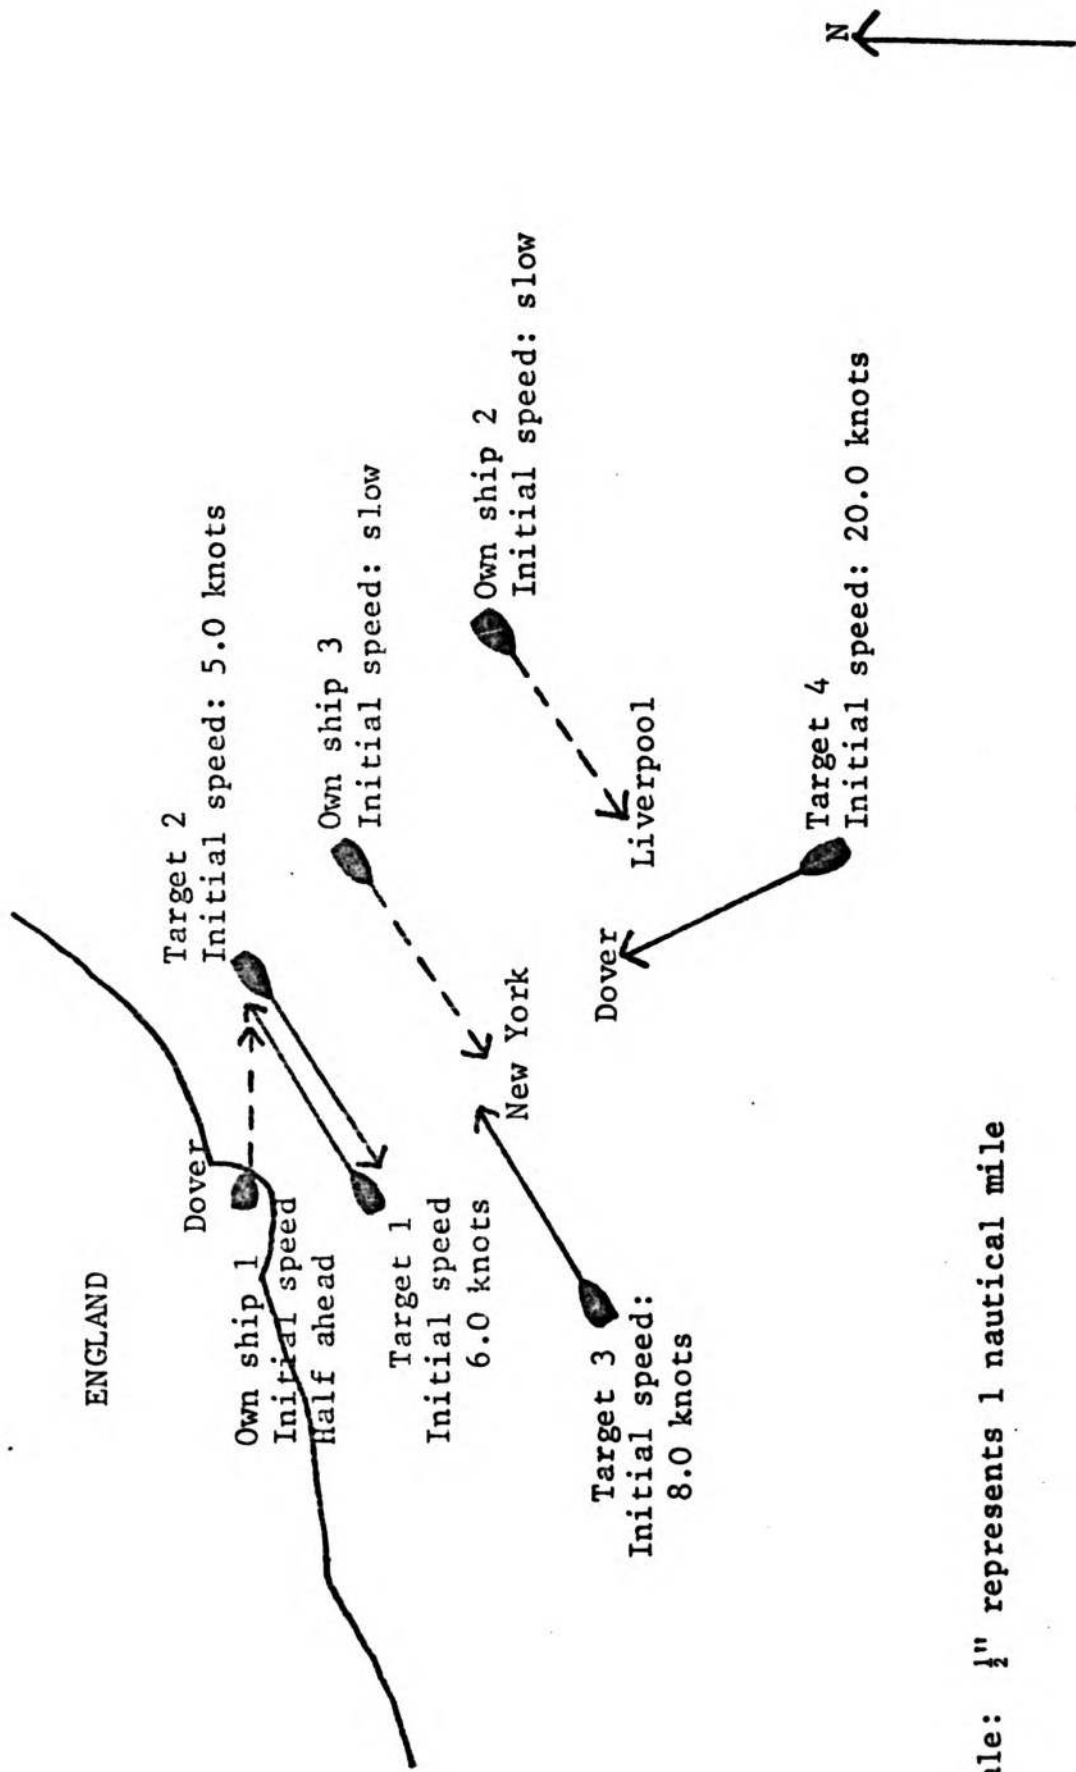 N
ENGLAND
Dover
Own ship 1
Initial speed
Half ahead
Target 2
Initial speed: 5.0 knots
Target 1
Initial speed
6.0 knots
Own ship 3
Initial speed: slow
Own ship 2
Initial speed: slow
New York
Liverpool
Dover
Target 3
Initial speed:
8.0 knots
Target 4
Initial speed: 20.0 knots
ale: ½" represents 1 nautical mile